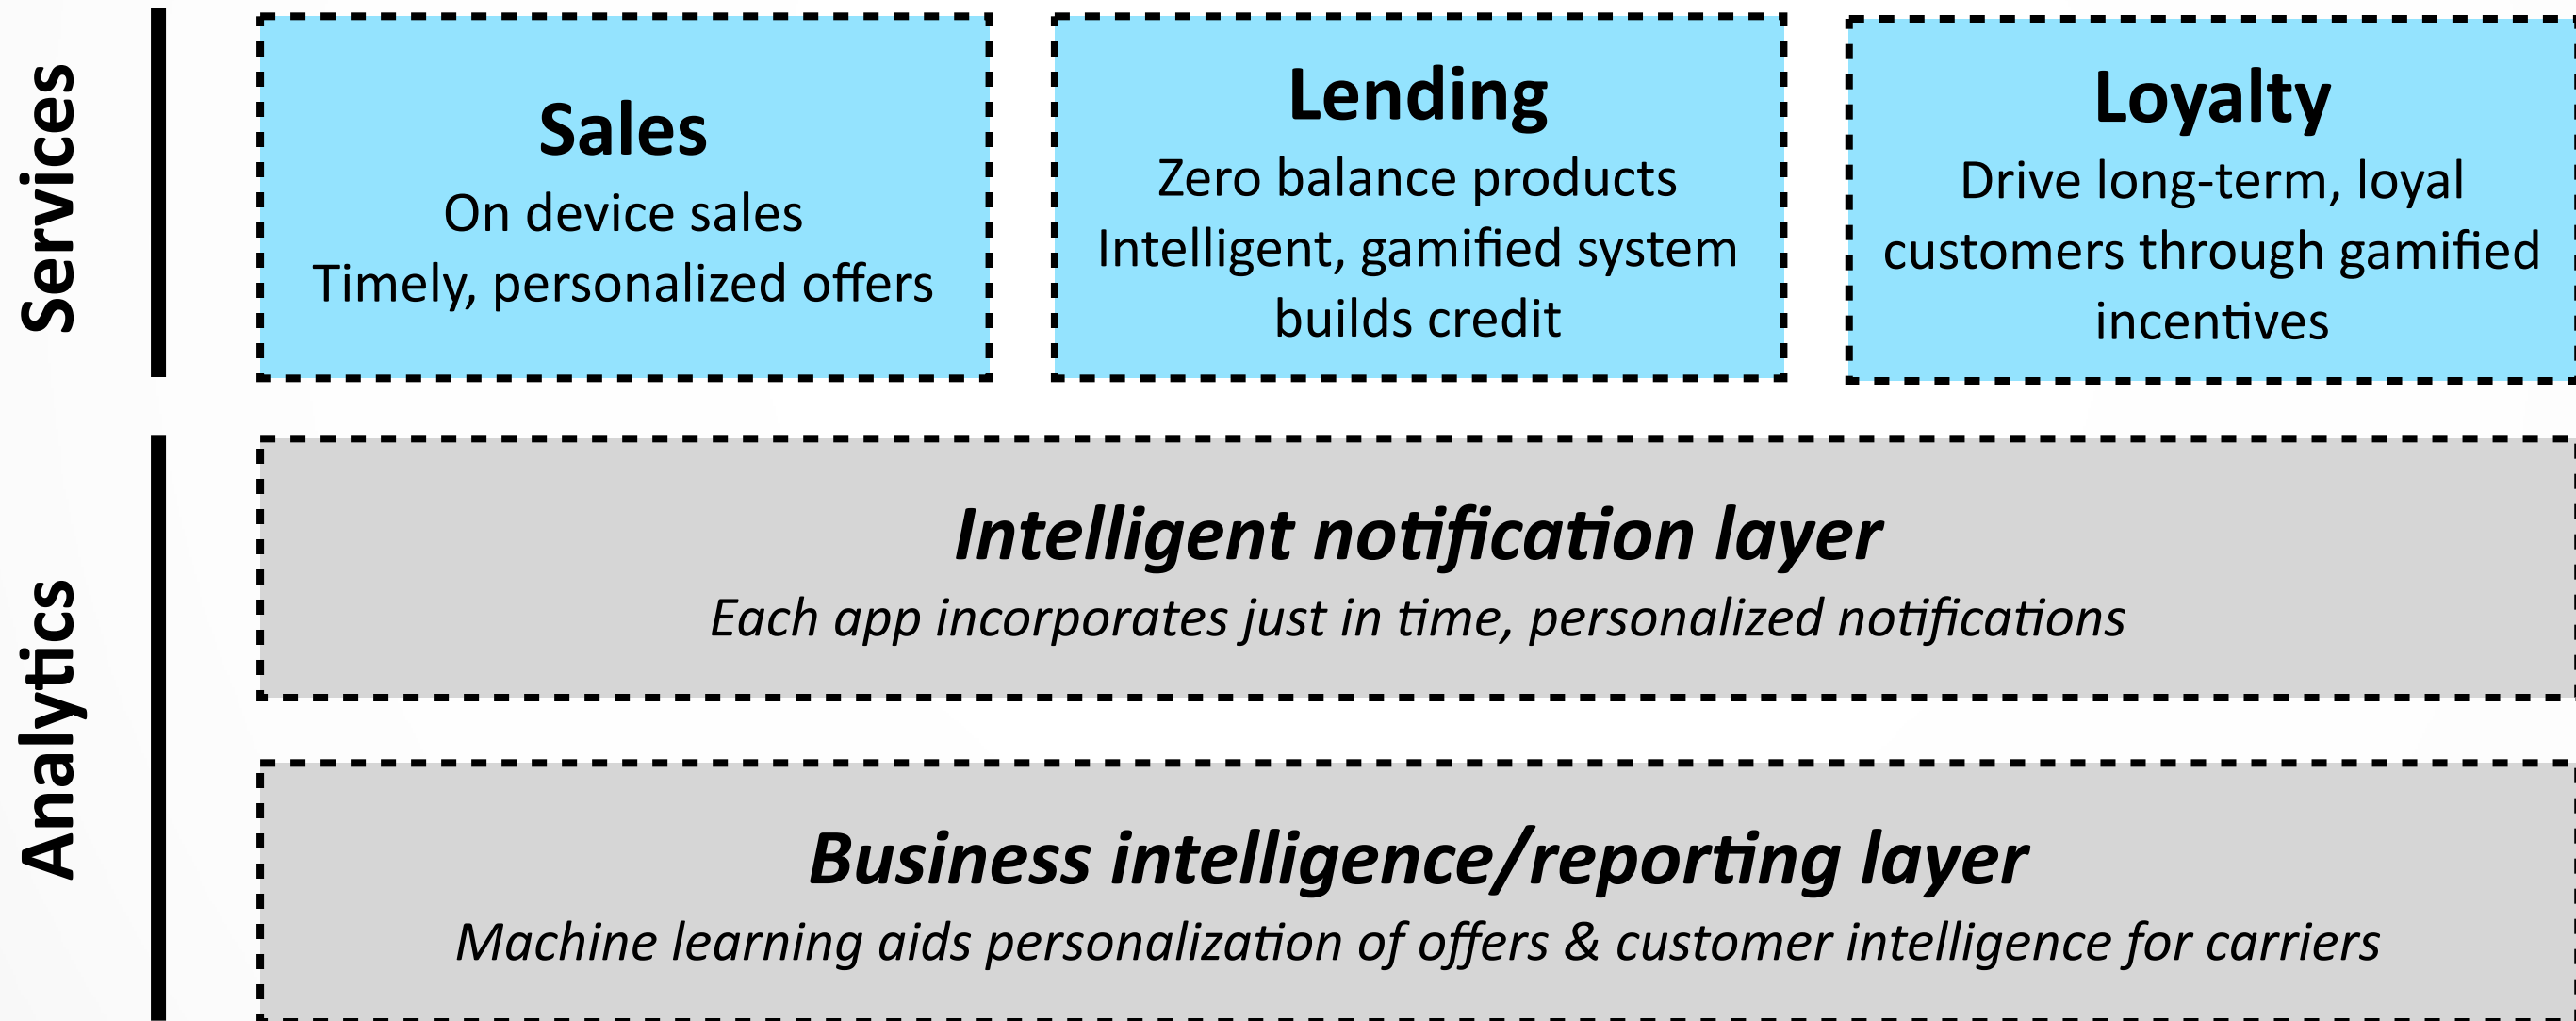 Services
Sales
On device sales
Timely, personalized offers
Lending
Zero balance products
Intelligent, gamified system
builds credit
Loyalty
Drive long-term, loyal
customers through gamified
incentives
Analytics
Intelligent notification layer
Each app incorporates just in time, personalized notifications
Business intelligence/reporting layer
Machine learning aids personalization of offers & customer intelligence for carriers